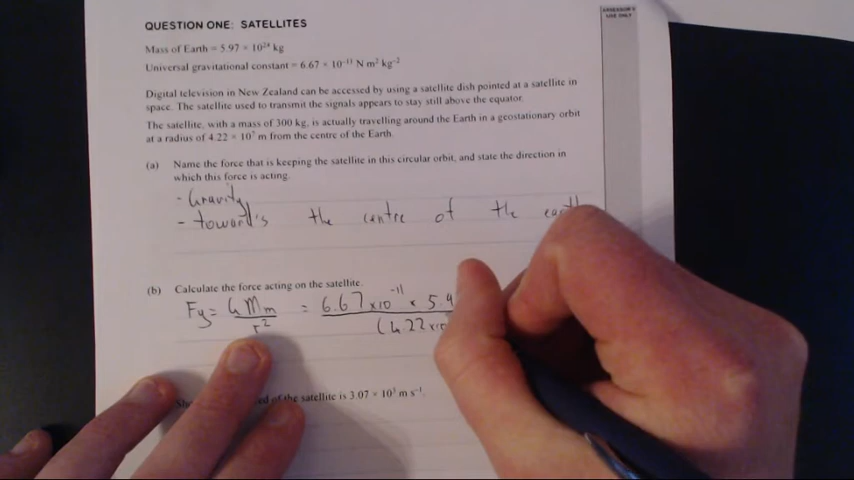 ASSESSOR'S
USE ONLY
QUESTION ONE: SATELLITES
Mass of Earth = 5.97 × 10²⁴ kg
Universal gravitational constant = 6.67 × 10⁻¹¹ N m² kg⁻²
Digital television in New Zealand can be accessed by using a satellite dish pointed at a satellite in
space. The satellite used to transmit the signals appears to stay still above the equator.
The satellite, with a mass of 300 kg, is actually travelling around the Earth in a geostationary orbit
at a radius of 4.22 × 10⁷ m from the centre of the Earth.
(a) Name the force that is keeping the satellite in this circular orbit, and state the direction in
which this force is acting.
- Gravity
- toward's the centre of the earth
(b) Calculate the force acting on the satellite.
Fg = GMm / r² = 6.67 × 10⁻¹¹ × 5.9
(4.22 × 10
of the satellite is 3.07 × 10³ m s⁻¹.